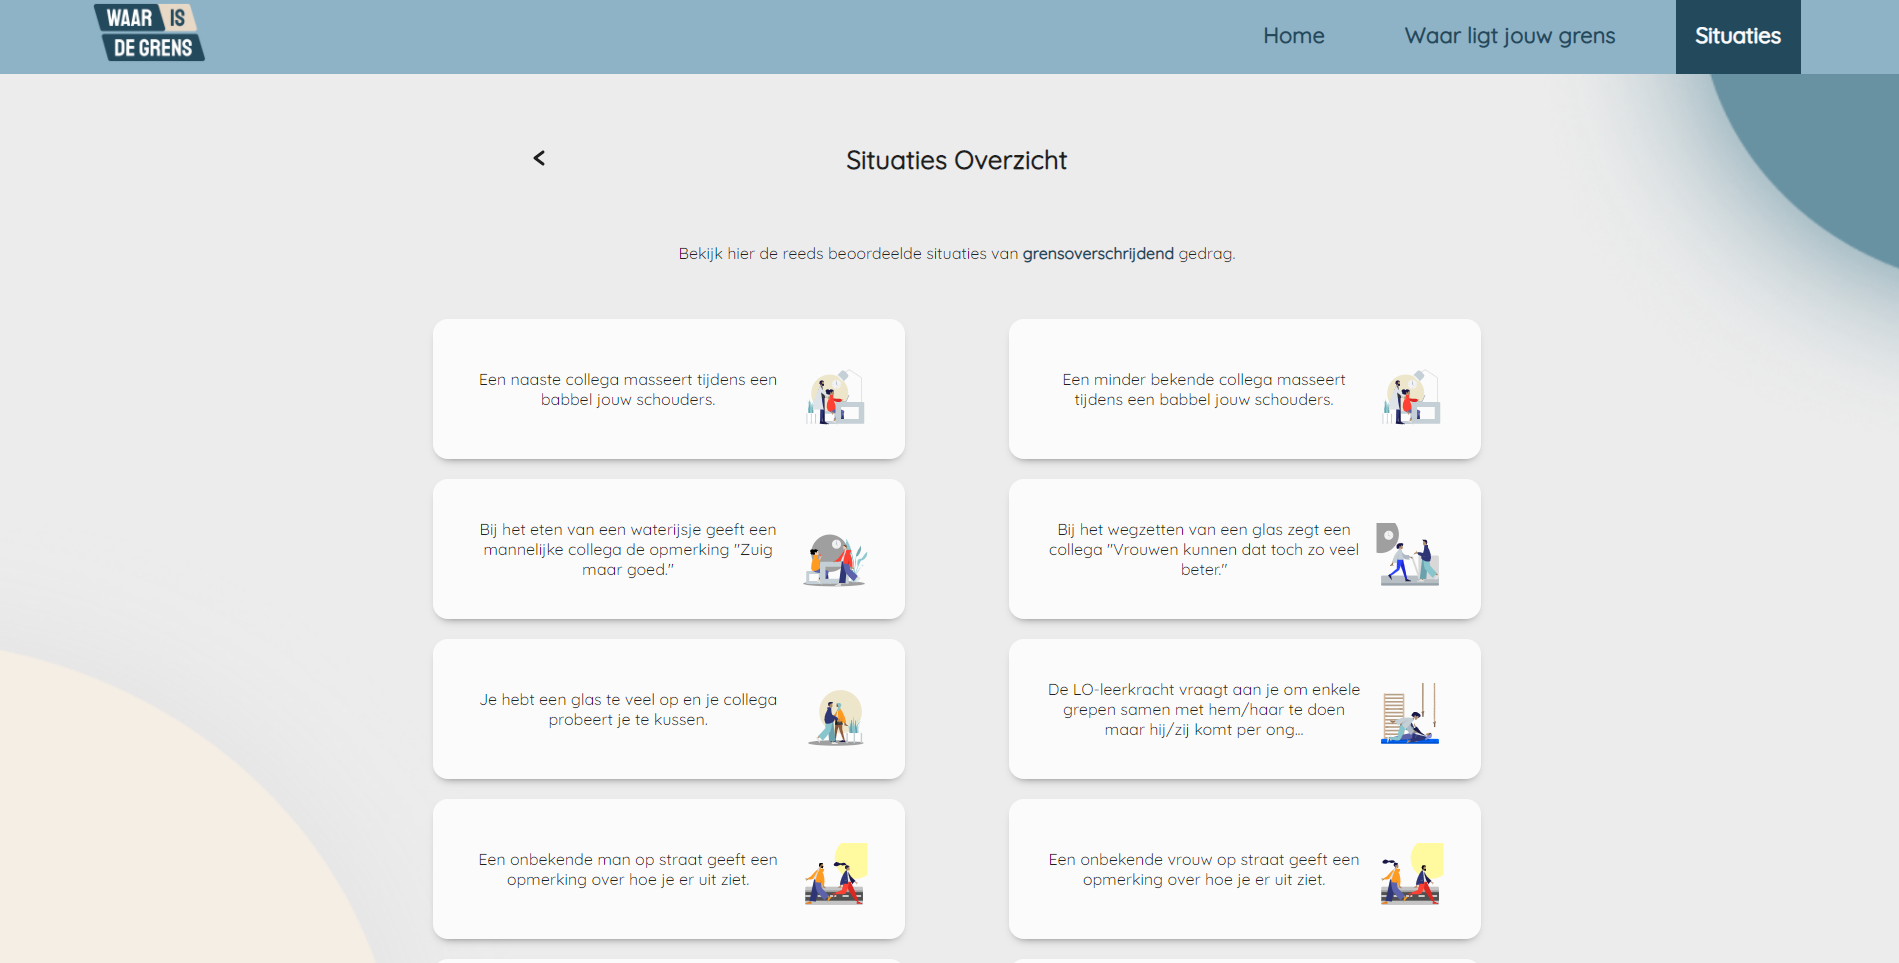 WAAR IS
DE GRENS
Home
Waar ligt jouw grens
Situaties
<
Situaties Overzicht
Bekijk hier de reeds beoordeelde situaties van grensoverschrijdend gedrag.
Een naaste collega masseert tijdens een
babbel jouw schouders.
Een minder bekende collega masseert
tijdens een babbel jouw schouders.
Bij het eten van een waterijsje geeft een
mannelijke collega de opmerking "Zuig
maar goed."
Bij het wegzetten van een glas zegt een
collega "Vrouwen kunnen dat toch zo veel
beter."
Je hebt een glas te veel op en je collega
probeert je te kussen.
De LO-leerkracht vraagt aan je om enkele
grepen samen met hem/haar te doen
maar hij/zij komt per ong...
Een onbekende man op straat geeft een
opmerking over hoe je er uit ziet.
Een onbekende vrouw op straat geeft een
opmerking over hoe je er uit ziet.